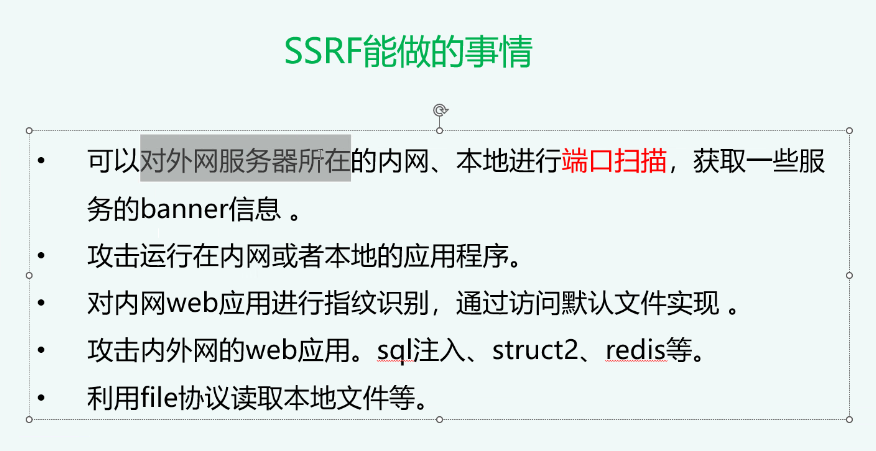 SSRF能做的事情
• 可以对外网服务器所在的内网、本地进行端口扫描，获取一些服
务的banner信息 。
• 攻击运行在内网或者本地的应用程序。
• 对内网web应用进行指纹识别，通过访问默认文件实现 。
• 攻击内外网的web应用。sql注入、struct2、redis等。
• 利用file协议读取本地文件等。